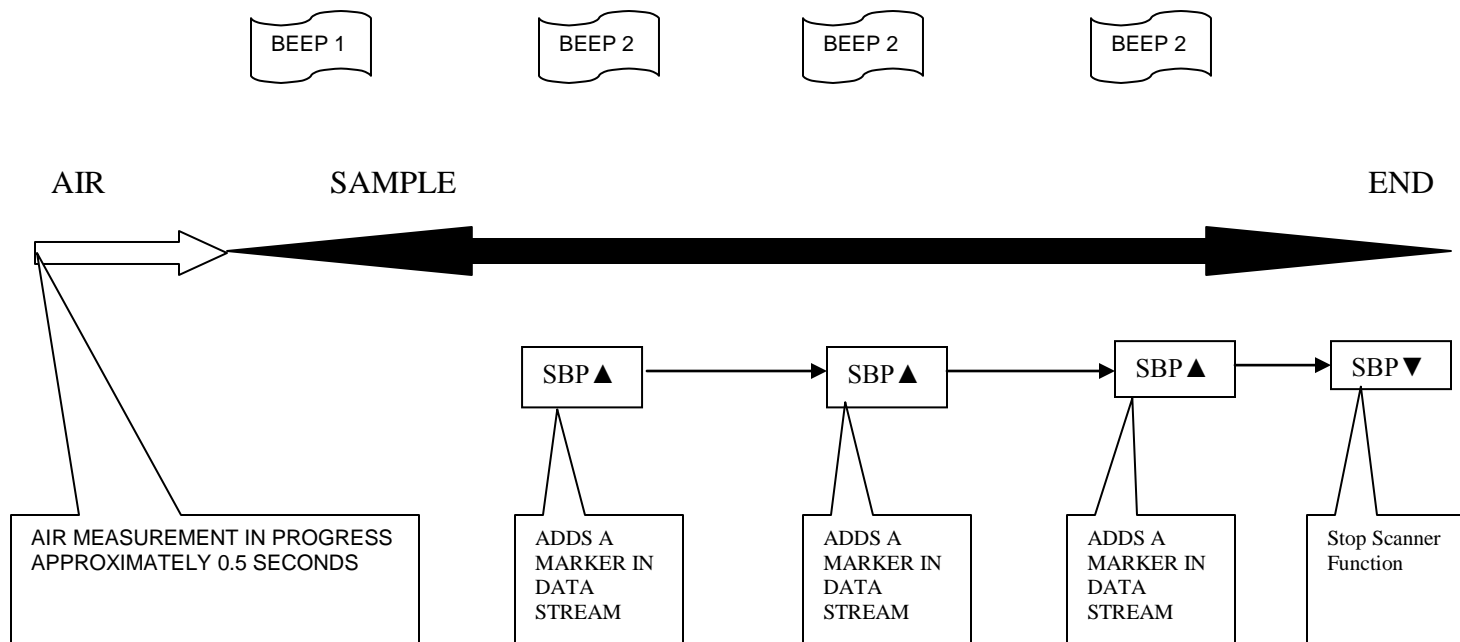 BEEP 1
BEEP 2
BEEP 2
BEEP 2
AIR
SAMPLE
END
SBP▲
SBP▲
SBP▲
SBP▼
AIR MEASUREMENT IN PROGRESS
APPROXIMATELY 0.5 SECONDS
ADDS A
MARKER IN
DATA
STREAM
ADDS A
MARKER IN
DATA
STREAM
ADDS A
MARKER IN
DATA
STREAM
Stop Scanner
Function